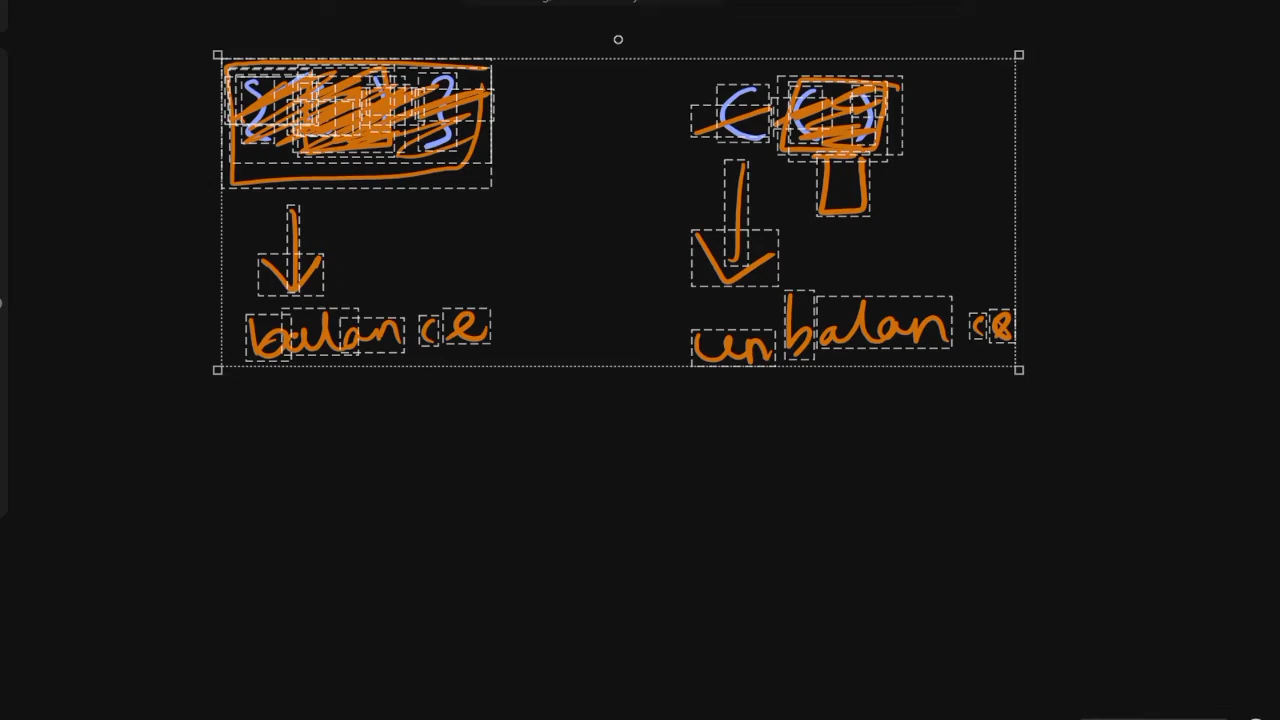 { ( ) } ( ( )
balance unbalance